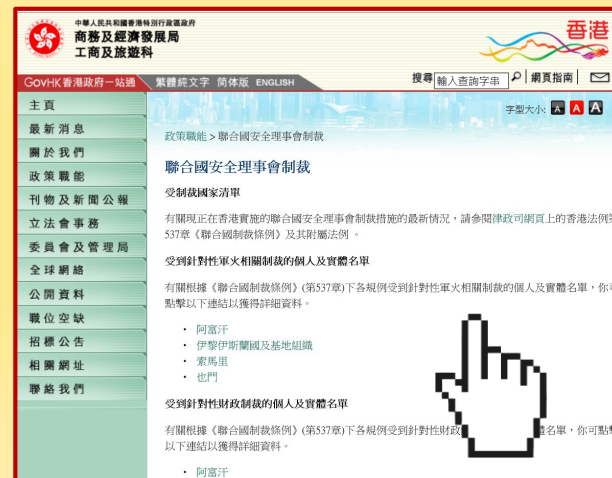 中華人民共和國香港特別行政區政府
商務及經濟發展局
工商及旅遊科
香港
GovHK香港政府一站通 繁體純文字 简体版 ENGLISH 搜尋 輸入查詢字串 網頁指南
主頁
最新消息
關於我們
政策職能
刊物及新聞公報
立法會事務
委員會及管理局
全球網絡
公開資料
職位空缺
招標公告
相關網址
聯絡我們
字型大小: A A A
政策職能 > 聯合國安全理事會制裁
聯合國安全理事會制裁
受制裁國家清單
有關現正在香港實施的聯合國安全理事會制裁措施的最新情況，請參閱律政司網頁上的香港法例第
537章《聯合國制裁條例》及其附屬法例。
受到針對性軍火相關制裁的個人及實體名單
有關根據《聯合國制裁條例》(第537章)下各規例受到針對性軍火相關制裁的個人及實體名單，你可
點擊以下連結以獲得詳細資料。
• 阿富汗
• 伊黎伊斯蘭國及基地組織
• 索馬里
• 也門
受到針對性財政制裁的個人及實體名單
有關根據《聯合國制裁條例》(第537章)下各規例受到針對性財政 體名單，你可點擊
以下連結以獲得詳細資料。
• 阿富汗